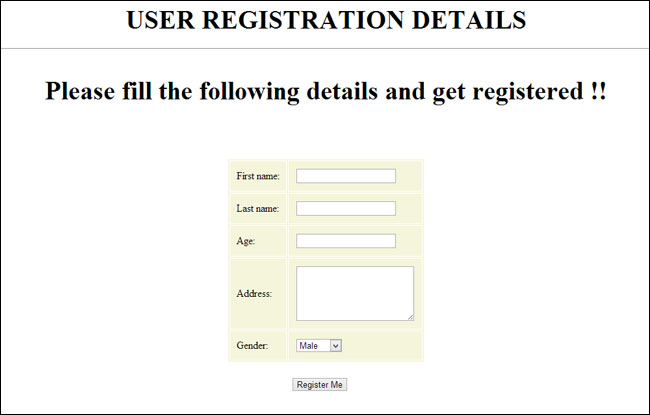 USER REGISTRATION DETAILS
Please fill the following details and get registered !!
First name:
Last name:
Age:
Address:
Gender: Male
Register Me